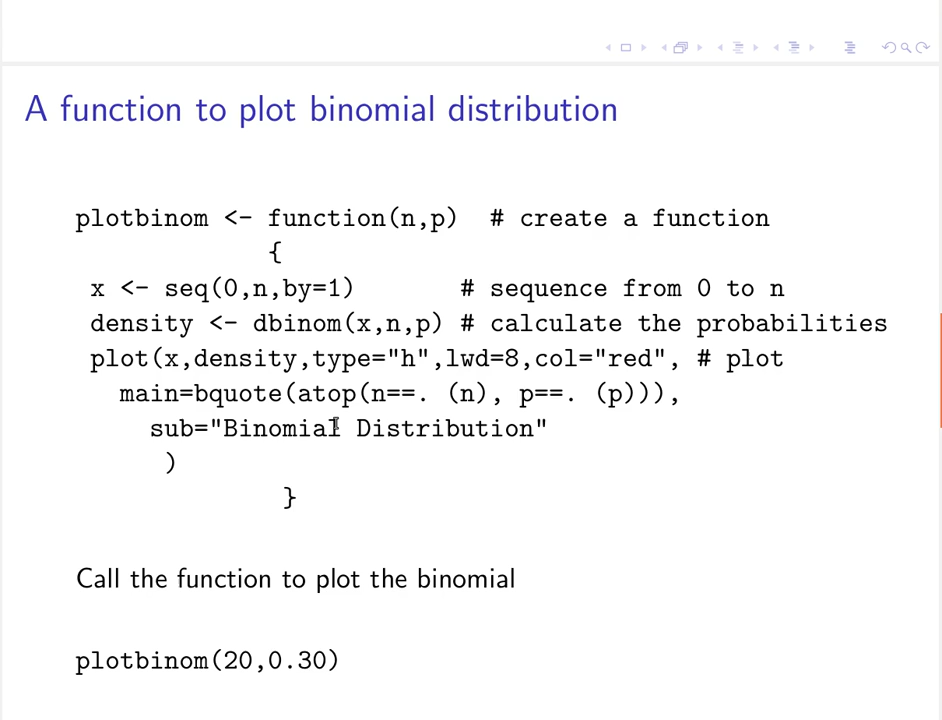 A function to plot binomial distribution
plotbinom <- function(n,p) # create a function
{
x <- seq(0,n,by=1) # sequence from 0 to n
density <- dbinom(x,n,p) # calculate the probabilities
plot(x,density,type="h",lwd=8,col="red", # plot
main=bquote(atop(n==. (n), p==. (p))),
sub="Binomial Distribution"
)
}
Call the function to plot the binomial
plotbinom(20,0.30)